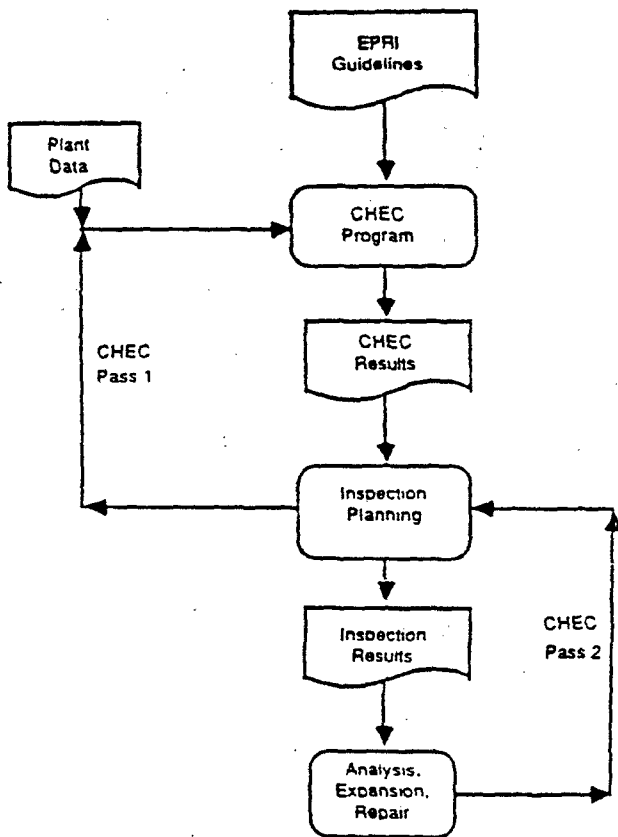 EPRI
Guidelines
Plant
Data
CHEC
Program
CHEC
Results
CHEC
Pass 1
Inspection
Planning
Inspection
Results
CHEC
Pass 2
Analysis,
Expansion,
Repair